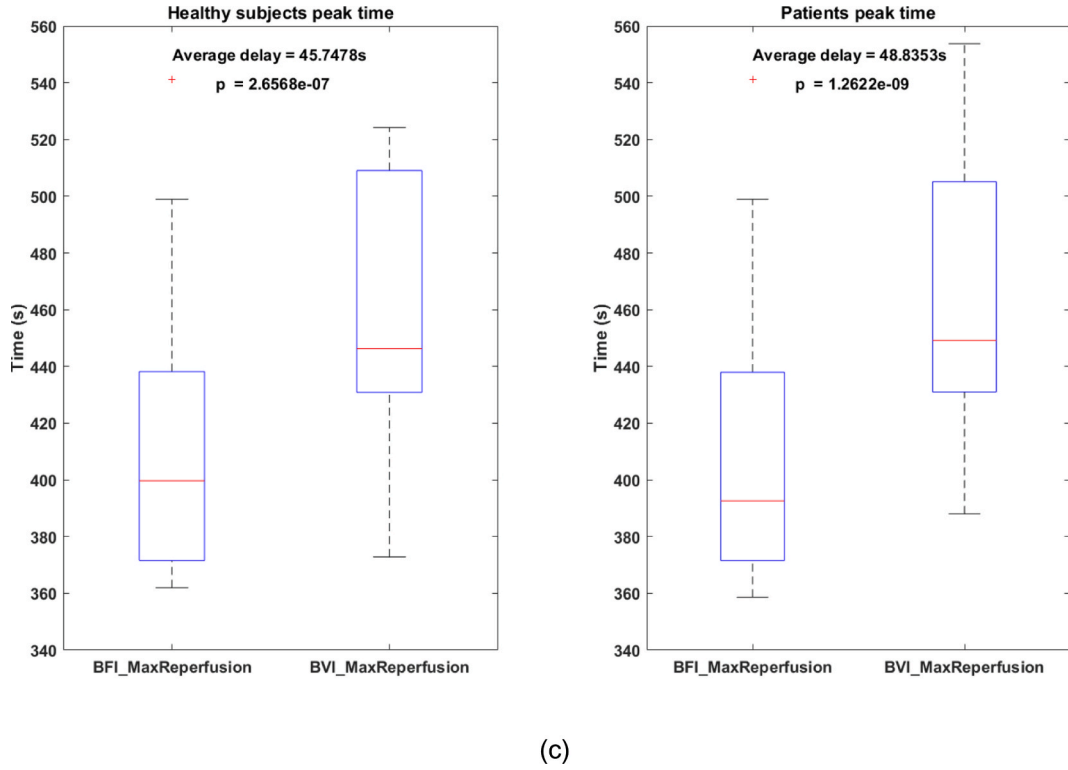 Healthy subjects peak time
Average delay = 45.7478s
p = 2.6568e-07
560
540
520
500
480
460
440
420
400
380
360
340
Time (s)
BFI_MaxReperfusion
BVI_MaxReperfusion
Patients peak time
Average delay = 48.8353s
p = 1.2622e-09
560
540
520
500
480
460
440
420
400
380
360
340
Time (s)
BFI_MaxReperfusion
BVI_MaxReperfusion
(c)